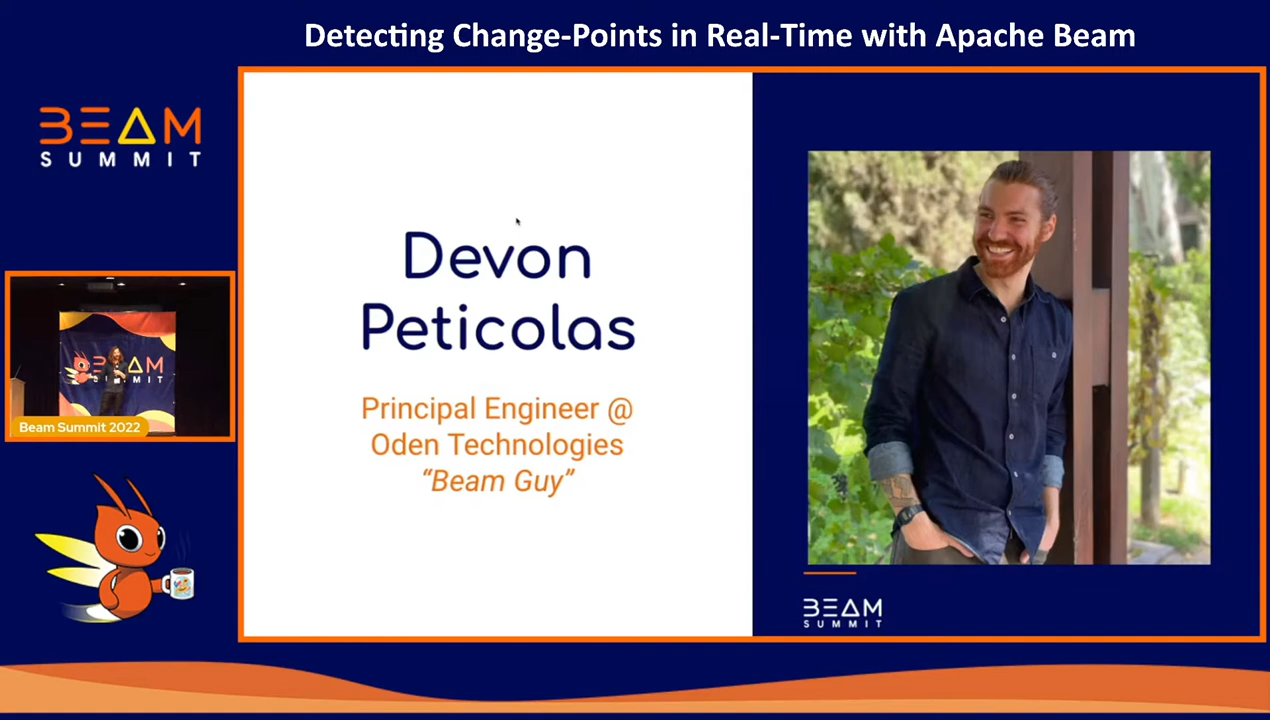 Detecting Change-Points in Real-Time with Apache Beam
BEAM
SUMMIT
BEAM
SUMMIT
Beam Summit 2022
Devon
Peticolas
Principal Engineer @
Oden Technologies
“Beam Guy”
BEAM
SUMMIT